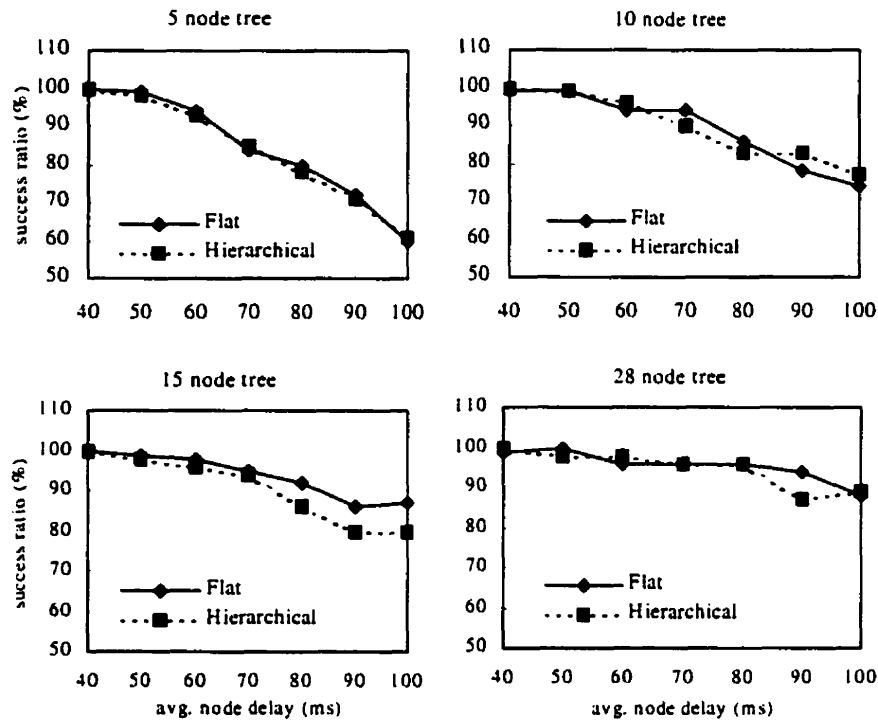 5 node tree
10 node tree
success ratio (%)
110
100
90
80
70
60
50
Flat
Hierarchical
40 50 60 70 80 90 100
110
100
90
80
70
60
50
Flat
Hierarchical
40 50 60 70 80 90 100
15 node tree
28 node tree
success ratio (%)
110
100
90
80
70
60
50
Flat
Hierarchical
40 50 60 70 80 90 100
avg. node delay (ms)
110
100
90
80
70
60
50
Flat
Hierarchical
40 50 60 70 80 90 100
avg. node delay (ms)